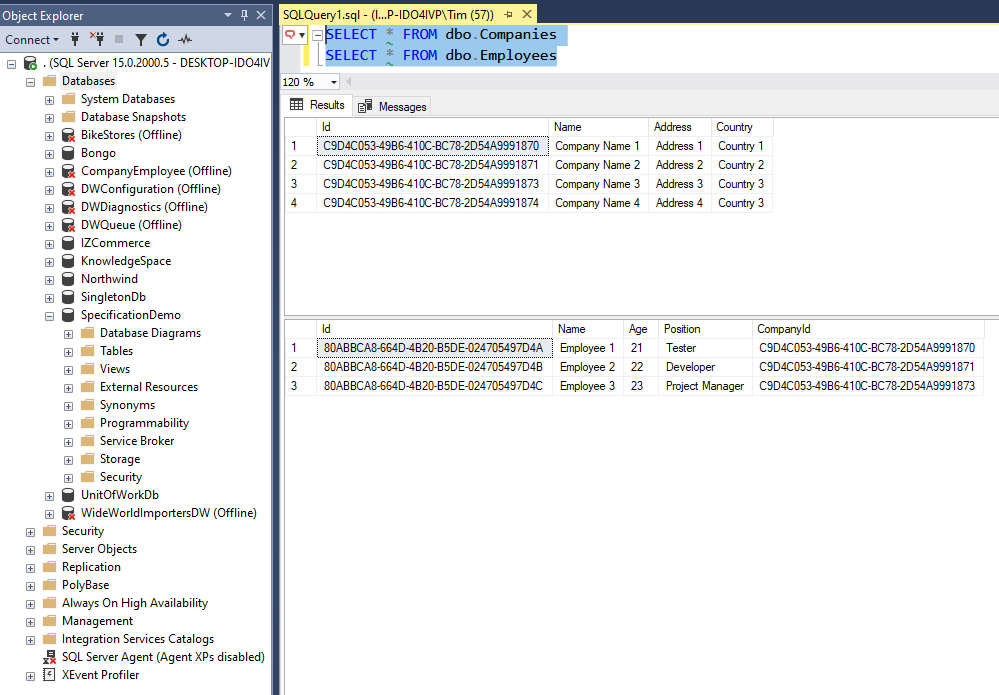 Object Explorer
Connect
. (SQL Server 15.0.2000.5 - DESKTOP-IDO4IV
Databases
System Databases
Database Snapshots
BikeStores (Offline)
Bongo
CompanyEmployee (Offline)
DWConfiguration (Offline)
DWDiagnostics (Offline)
DWQueue (Offline)
IZCommerce
KnowledgeSpace
Northwind
SingletonDb
SpecificationDemo
Database Diagrams
Tables
Views
External Resources
Synonyms
Programmability
Service Broker
Storage
Security
UnitOfWorkDb
WideWorldImportersDW (Offline)
Security
Server Objects
Replication
PolyBase
Always On High Availability
Management
Integration Services Catalogs
SQL Server Agent (Agent XPs disabled)
XEvent Profiler
SQLQuery1.sql - (l...P-IDO4IVP\Tim (57))
SELECT * FROM dbo.Companies
SELECT * FROM dbo.Employees
120 %
Results Messages
Id Name Address Country
1 C9D4C053-49B6-410C-BC78-2D54A9991870 Company Name 1 Address 1 Country 1
2 C9D4C053-49B6-410C-BC78-2D54A9991871 Company Name 2 Address 2 Country 2
3 C9D4C053-49B6-410C-BC78-2D54A9991873 Company Name 3 Address 3 Country 3
4 C9D4C053-49B6-410C-BC78-2D54A9991874 Company Name 4 Address 4 Country 3
Id Name Age Position CompanyId
1 80ABBCA8-664D-4B20-B5DE-024705497D4A Employee 1 21 Tester C9D4C053-49B6-410C-BC78-2D54A9991870
2 80ABBCA8-664D-4B20-B5DE-024705497D4B Employee 2 22 Developer C9D4C053-49B6-410C-BC78-2D54A9991871
3 80ABBCA8-664D-4B20-B5DE-024705497D4C Employee 3 23 Project Manager C9D4C053-49B6-410C-BC78-2D54A9991873